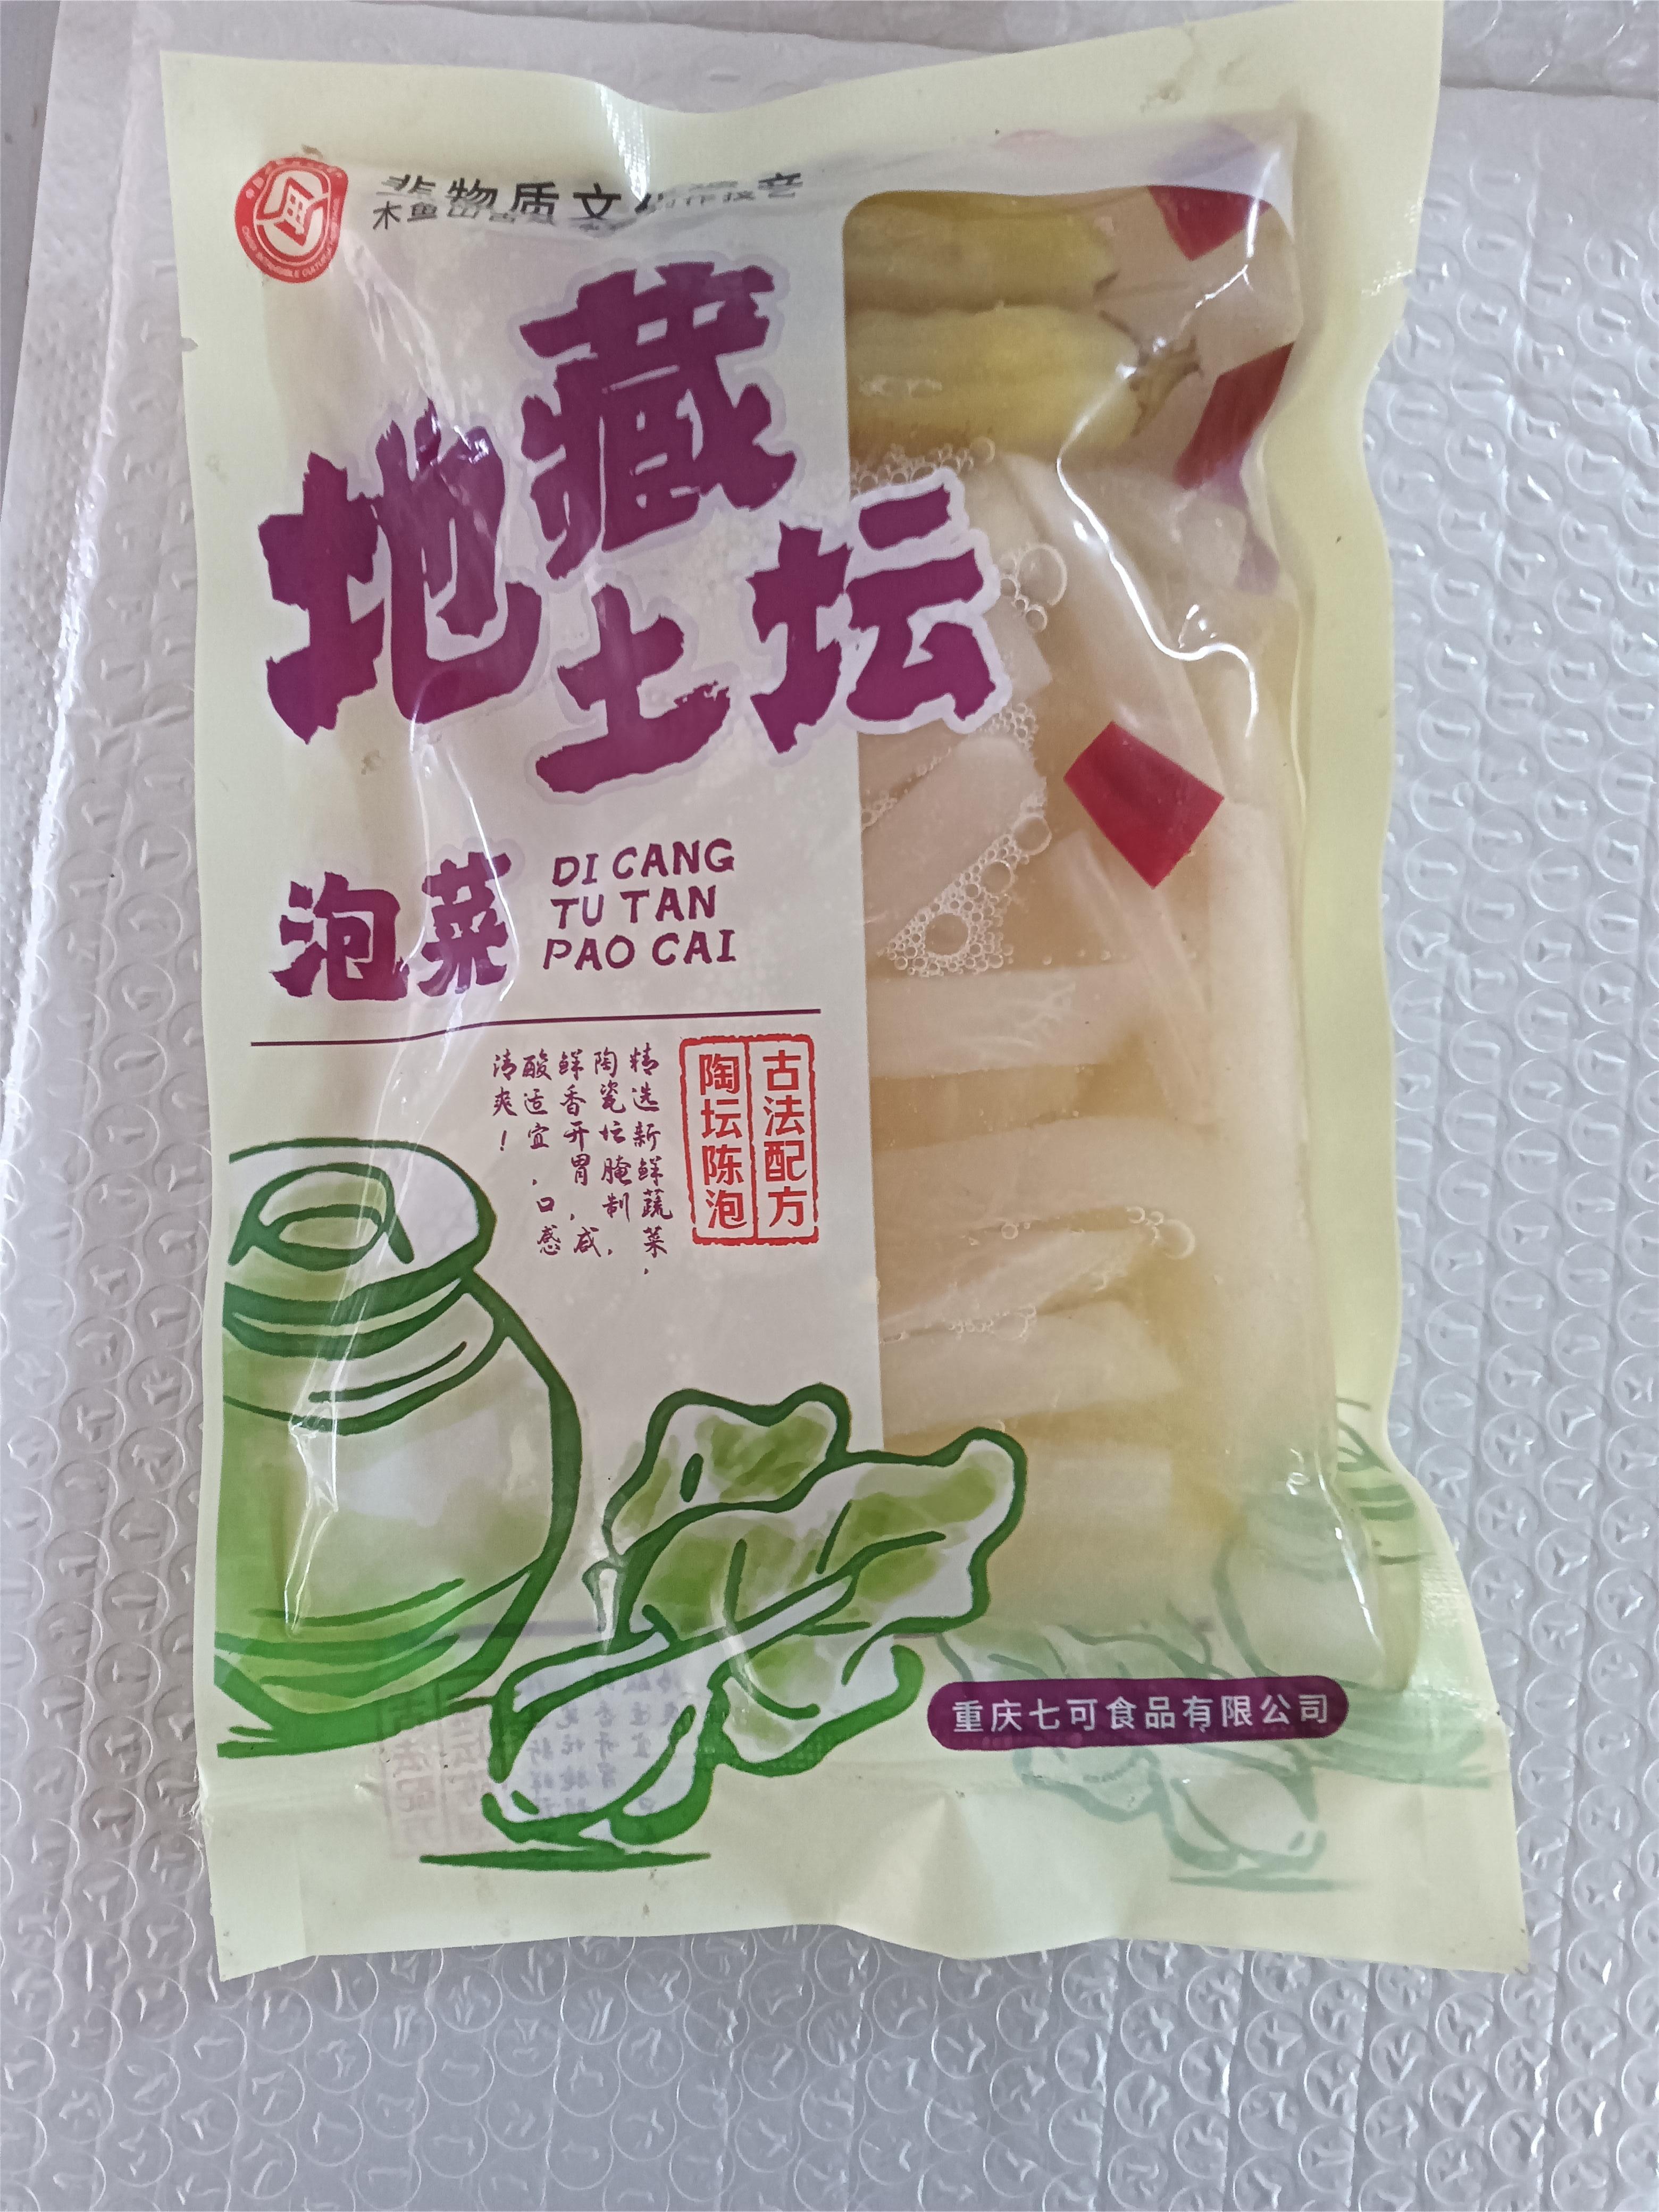 非物质文化
地藏
土坛
泡菜
DI CANG
TU TAN
PAO CAI
古法配方
陶坛陈泡
精选新鲜蔬菜，
陶瓷坛腌制，
鲜香开胃，咸
酸适宜，口感
清爽！
重庆七可食品有限公司